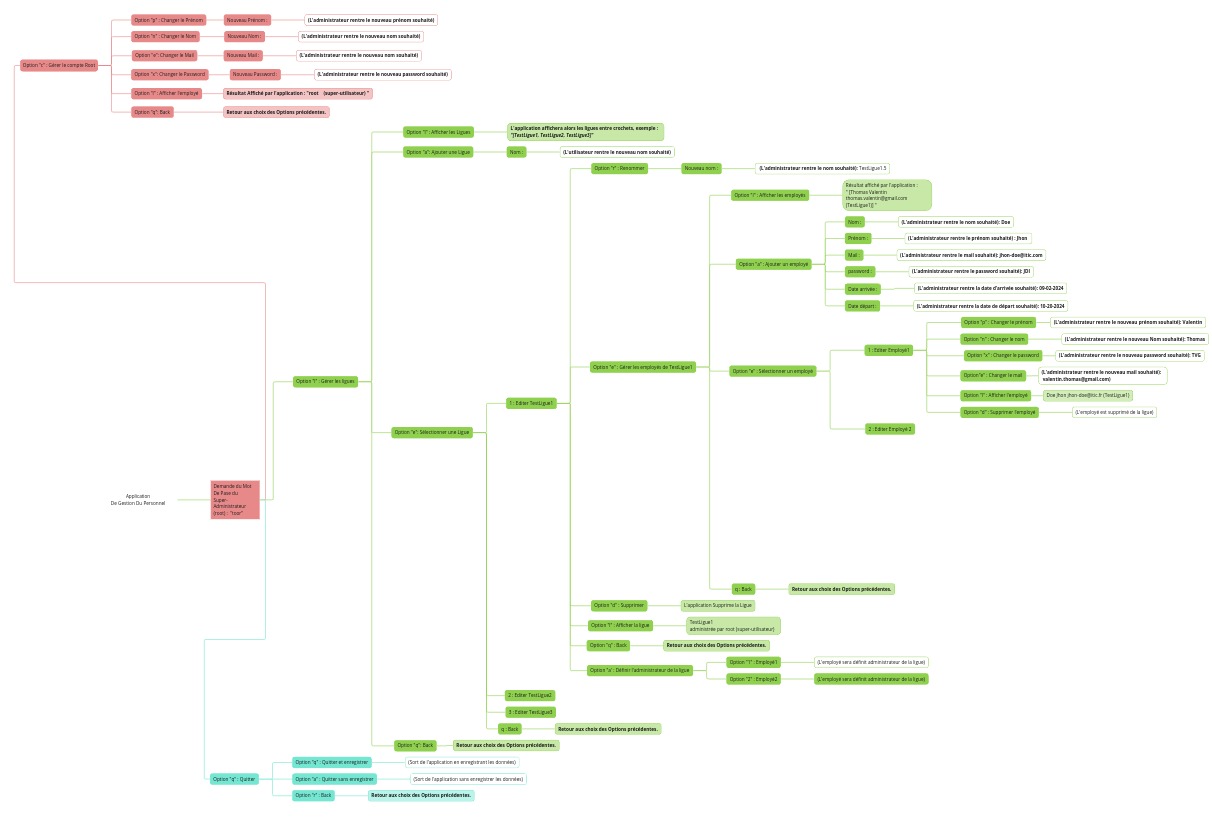 Option "p" : Changer le Prénom
Nouveau Prénom :
(L'administrateur rentre le nouveau prénom souhaité)
Option "n" : Changer le Nom
Nouveau Nom :
(L'administrateur rentre le nouveau nom souhaité)
Option "e": Changer le Mail
Nouveau Mail :
(L'administrateur rentre le nouveau nom souhaité)
Option "c": Gérer le compte Root
Option "x": Changer le Password
Nouveau Password :
(L'administrateur rentre le nouveau password souhaité)
Option "l" : Afficher l'employé
Résultat Affiché par l'application : "root (super-utilisateur) "
Option "q": Back
Retour aux choix des Options précédentes.
Option "l" : Afficher les Ligues
L'application affichera alors les ligues entre crochets, exemple :
"[TestLigue1, TestLigue2, TestLigue3]"
Option "a": Ajouter une Ligue
Nom :
(L'utilisateur rentre le nouveau nom souhaité)
Option "r" : Renommer
Nouveau nom :
(L'administrateur rentre le nom souhaité): TestLigue1.5
Option "l" : Afficher les employés
Résultat affiché par l'application :
" [Thomas Valentin
thomas.valentin@gmail.com
(TestLigue1)] "
Nom :
(L'administrateur rentre le nom souhaité): Doe
Prénom :
(L'administrateur rentre le prénom souhaité) : Jhon
Mail :
(L'administrateur rentre le mail souhaité): jhon-doe@itic.com
Option "a" : Ajouter un employé
password :
(L'administrateur rentre le password souhaité): JDI
Date arrivée :
(L'administrateur rentre la date d'arrivée souhaité): 09-02-2024
Date départ :
(L'administrateur rentre la date de départ souhaité): 10-20-2024
Option "p" : Changer le prénom
(L'administrateur rentre le nouveau prénom souhaité): Valentin
Option "n" : Changer le nom
(L'administrateur rentre le nouveau Nom souhaité): Thomas
1 : Editer Employé1
Option "x" : Changer le password
(L'administrateur rentre le nouveau password souhaité): TVG
Option "e" : Gérer les employés de TestLigue1
Option "e" : Sélectionner un employé
Option"e" : Changer le mail
(L'administrateur rentre le nouveau mail souhaité):
valentin.thomas@gmail.com)
Option "l" : Gérer les ligues
Option "l" : Afficher l'employé
Doe Jhon jhon-doe@itic.fr (TestLigue1)
1 : Editer TestLigue1
Option "d" : Supprimer l'employé
(L'employé est supprimé de la ligue)
2 : Editer Employé 2
Option "e": Sélectionner une Ligue
Application
De Gestion Du Personnel
Demande du Mot
De Passe du
Super-
Administrateur
(root) : "toor"
q : Back
Retour aux choix des Options précédentes.
Option "d" : Supprimer
L'application Supprime la Ligue
Option "l" : Afficher la ligue
TestLigue1
administrée par root (super-utilisateur)
Option "q" : Back
Retour aux choix des Options précédentes.
Option "a" : Définir l'administrateur de la ligue
Option "1" : Employé1
(L'employé sera définit administrateur de la ligue)
Option "2" : Employé2
(L'employé sera définit administrateur de la ligue)
2 : Editer TestLigue2
3 : Editer TestLigue3
q : Back
Retour aux choix des Options précédentes.
Option "q": Back
Retour aux choix des Options précédentes.
Option "q" : Quitter et enregistrer
(Sort de l'application en enregistrant les données)
Option "q" : Quitter
Option "a" : Quitter sans enregistrer
(Sort de l'application sans enregistrer les données)
Option "r" : Back
Retour aux choix des Options précédentes.